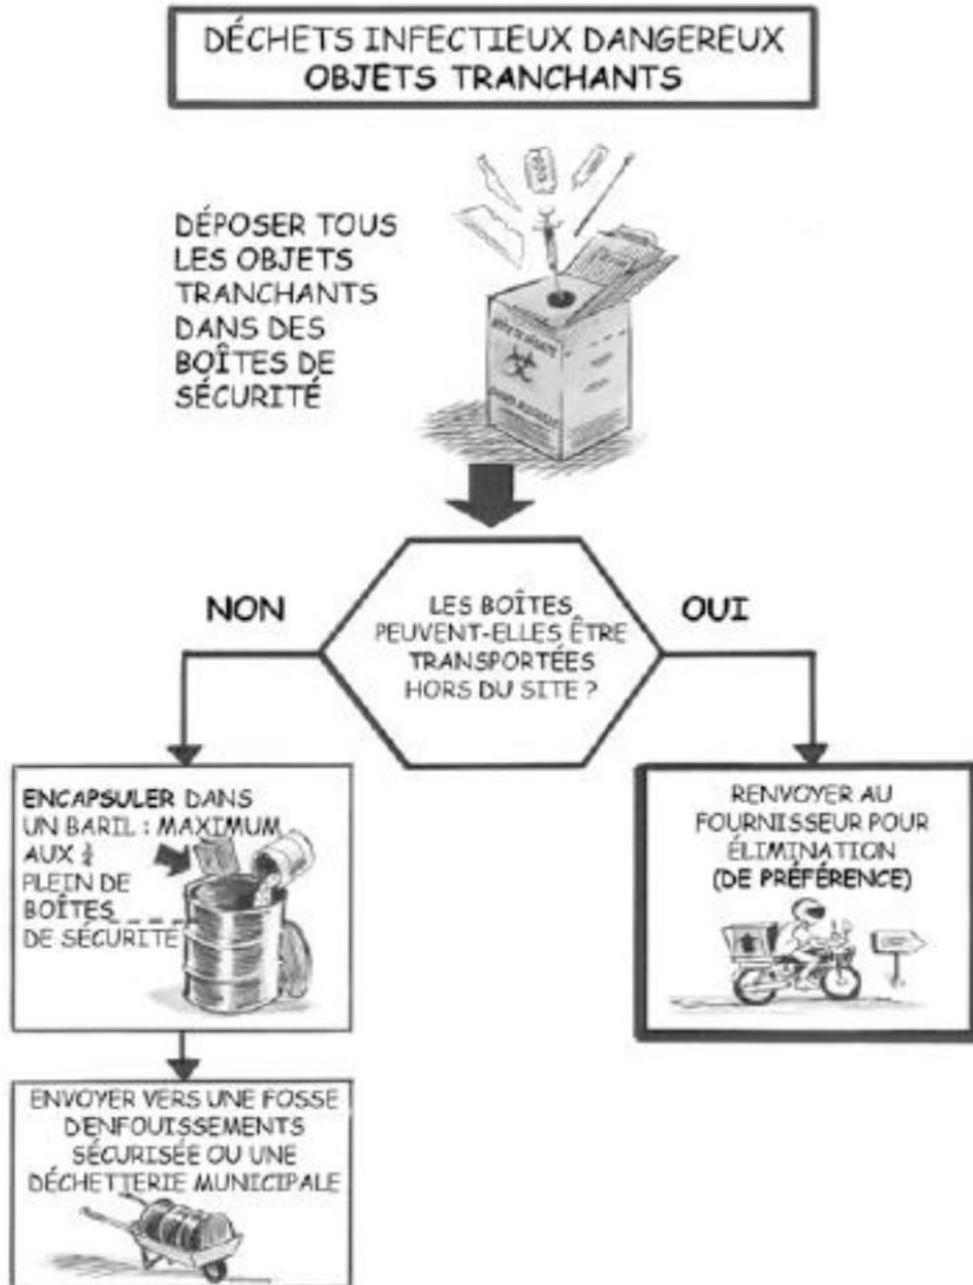 DÉCHETS INFECTIEUX DANGEREUX
OBJETS TRANCHANTS
DÉPOSER TOUS
LES OBJETS
TRANCHANTS
DANS DES
BOÎTES DE
SÉCURITÉ
LES BOÎTES
PEUVENT-ELLES ÊTRE
TRANSPORTÉES
HORS DU SITE ?
NON
OUI
ENCAPSULER DANS
UN BARIL : MAXIMUM
AUX
PLEIN DE
BOÎTES
DE SÉCURITÉ
RENVOYER AU
FOURNISSEUR POUR
ÉLIMINATION
(DE PRÉFÉRENCE)
ENVOYER VERS UNE FOSSE
D'ENFOUISSEMENTS
SÉCURISÉE OU UNE
DÉCHETTERIE MUNICIPALE